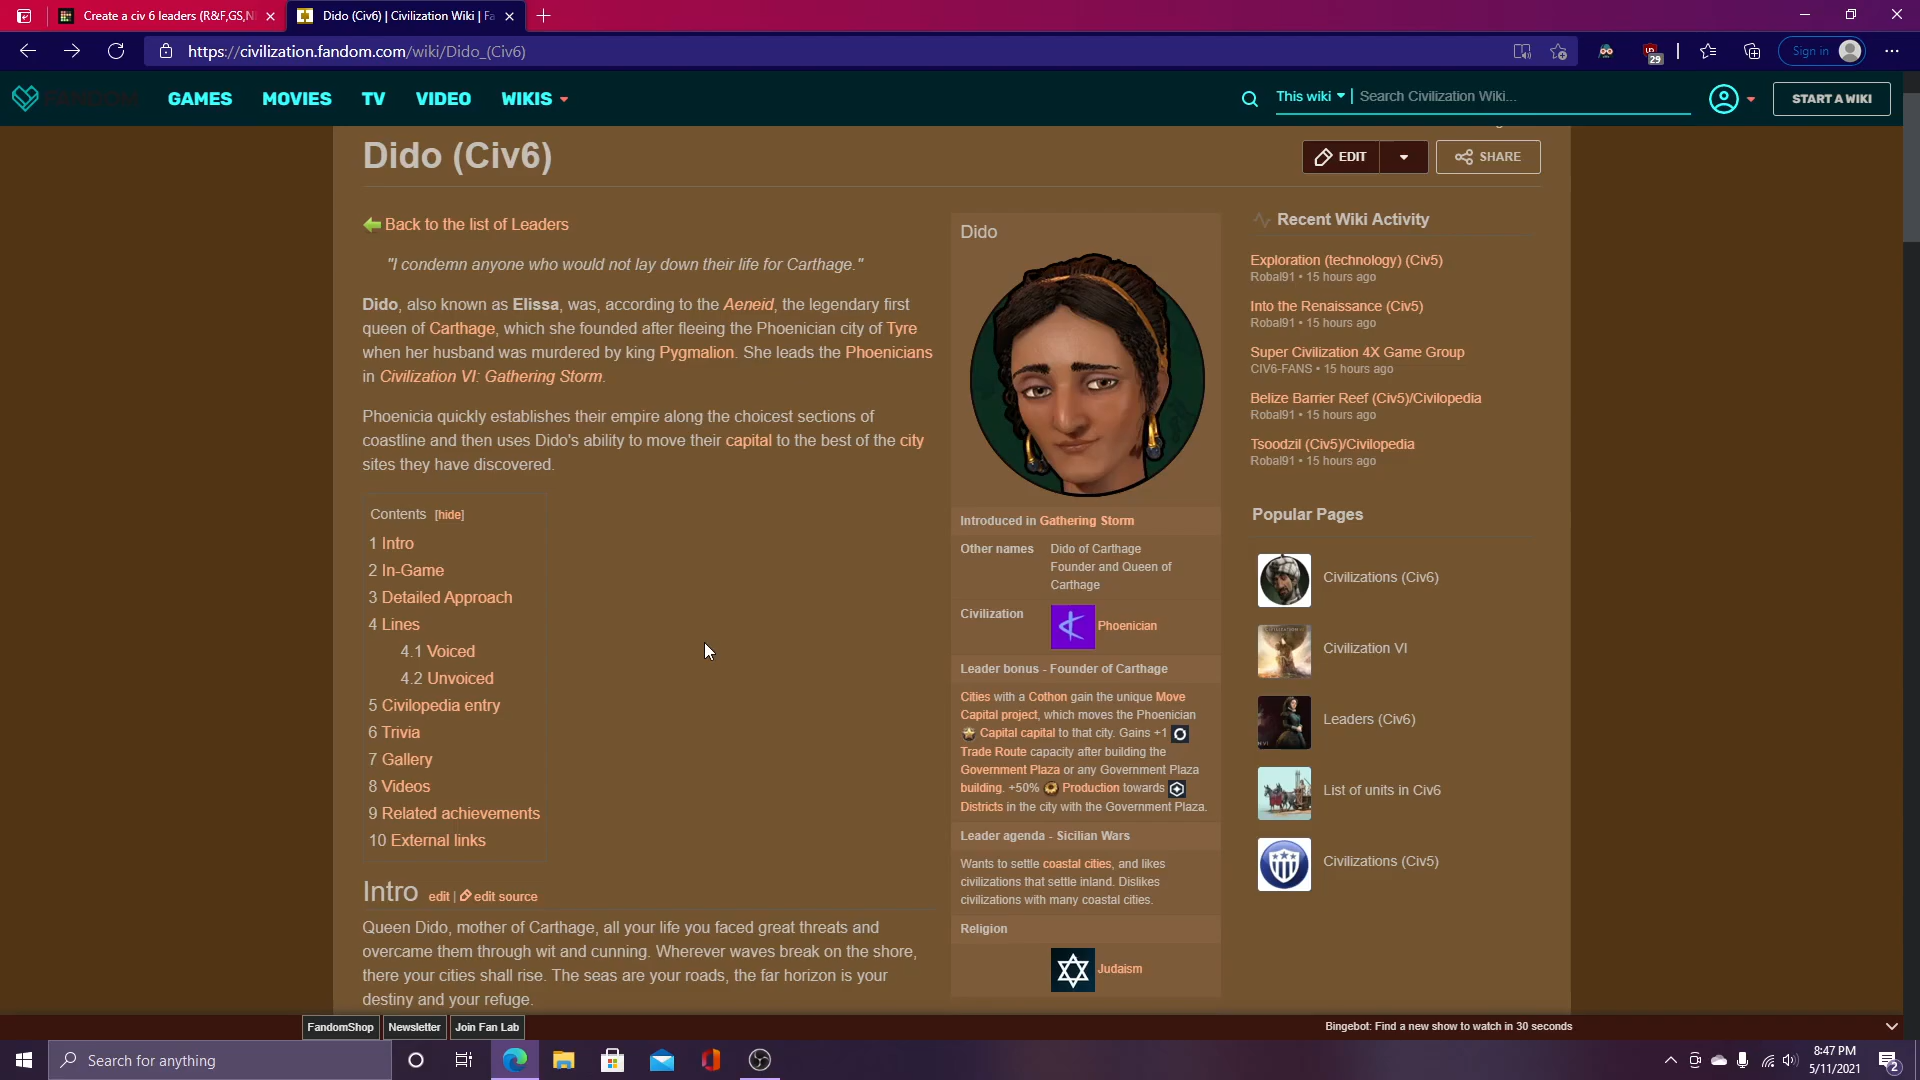 Create a civ 6 leaders (R&F,GS,N
Dido (Civ6) | Civilization Wiki | Fa
https://civilization.fandom.com/wiki/Dido_(Civ6)
29
Sign in
FANDOM
GAMES
MOVIES
TV
VIDEO
WIKIS
This wiki
Search Civilization Wiki...
START A WIKI
Dido (Civ6)
EDIT
SHARE
Back to the list of Leaders
"I condemn anyone who would not lay down their life for Carthage."
Dido, also known as Elissa, was, according to the Aeneid, the legendary first
queen of Carthage, which she founded after fleeing the Phoenician city of Tyre
when her husband was murdered by king Pygmalion. She leads the Phoenicians
in Civilization VI: Gathering Storm.
Phoenicia quickly establishes their empire along the choicest sections of
coastline and then uses Dido's ability to move their capital to the best of the city
sites they have discovered.
Contents [hide]
1 Intro
2 In-Game
3 Detailed Approach
4 Lines
4.1 Voiced
4.2 Unvoiced
5 Civilopedia entry
6 Trivia
7 Gallery
8 Videos
9 Related achievements
10 External links
Intro edit | edit source
Queen Dido, mother of Carthage, all your life you faced great threats and
overcame them through wit and cunning. Wherever waves break on the shore,
there your cities shall rise. The seas are your roads, the far horizon is your
destiny and your refuge.
Dido
Introduced in Gathering Storm
Other names
Dido of Carthage
Founder and Queen of
Carthage
Civilization
Phoenician
Leader bonus - Founder of Carthage
Cities with a Cothon gain the unique Move
Capital project, which moves the Phoenician
Capital capital to that city. Gains +1
Trade Route capacity after building the
Government Plaza or any Government Plaza
building. +50% Production towards
Districts in the city with the Government Plaza.
Leader agenda - Sicilian Wars
Wants to settle coastal cities, and likes
civilizations that settle inland. Dislikes
civilizations with many coastal cities.
Religion
Judaism
Recent Wiki Activity
Exploration (technology) (Civ5)
Robal91 • 15 hours ago
Into the Renaissance (Civ5)
Robal91 • 15 hours ago
Super Civilization 4X Game Group
CIV6-FANS • 15 hours ago
Belize Barrier Reef (Civ5)/Civilopedia
Robal91 • 15 hours ago
Tsoodzil (Civ5)/Civilopedia
Robal91 • 15 hours ago
Popular Pages
Civilizations (Civ6)
Civilization VI
Leaders (Civ6)
List of units in Civ6
Civilizations (Civ5)
FandomShop
Newsletter
Join Fan Lab
Bingebot: Find a new show to watch in 30 seconds
Search for anything
8:47 PM
5/11/2021
2